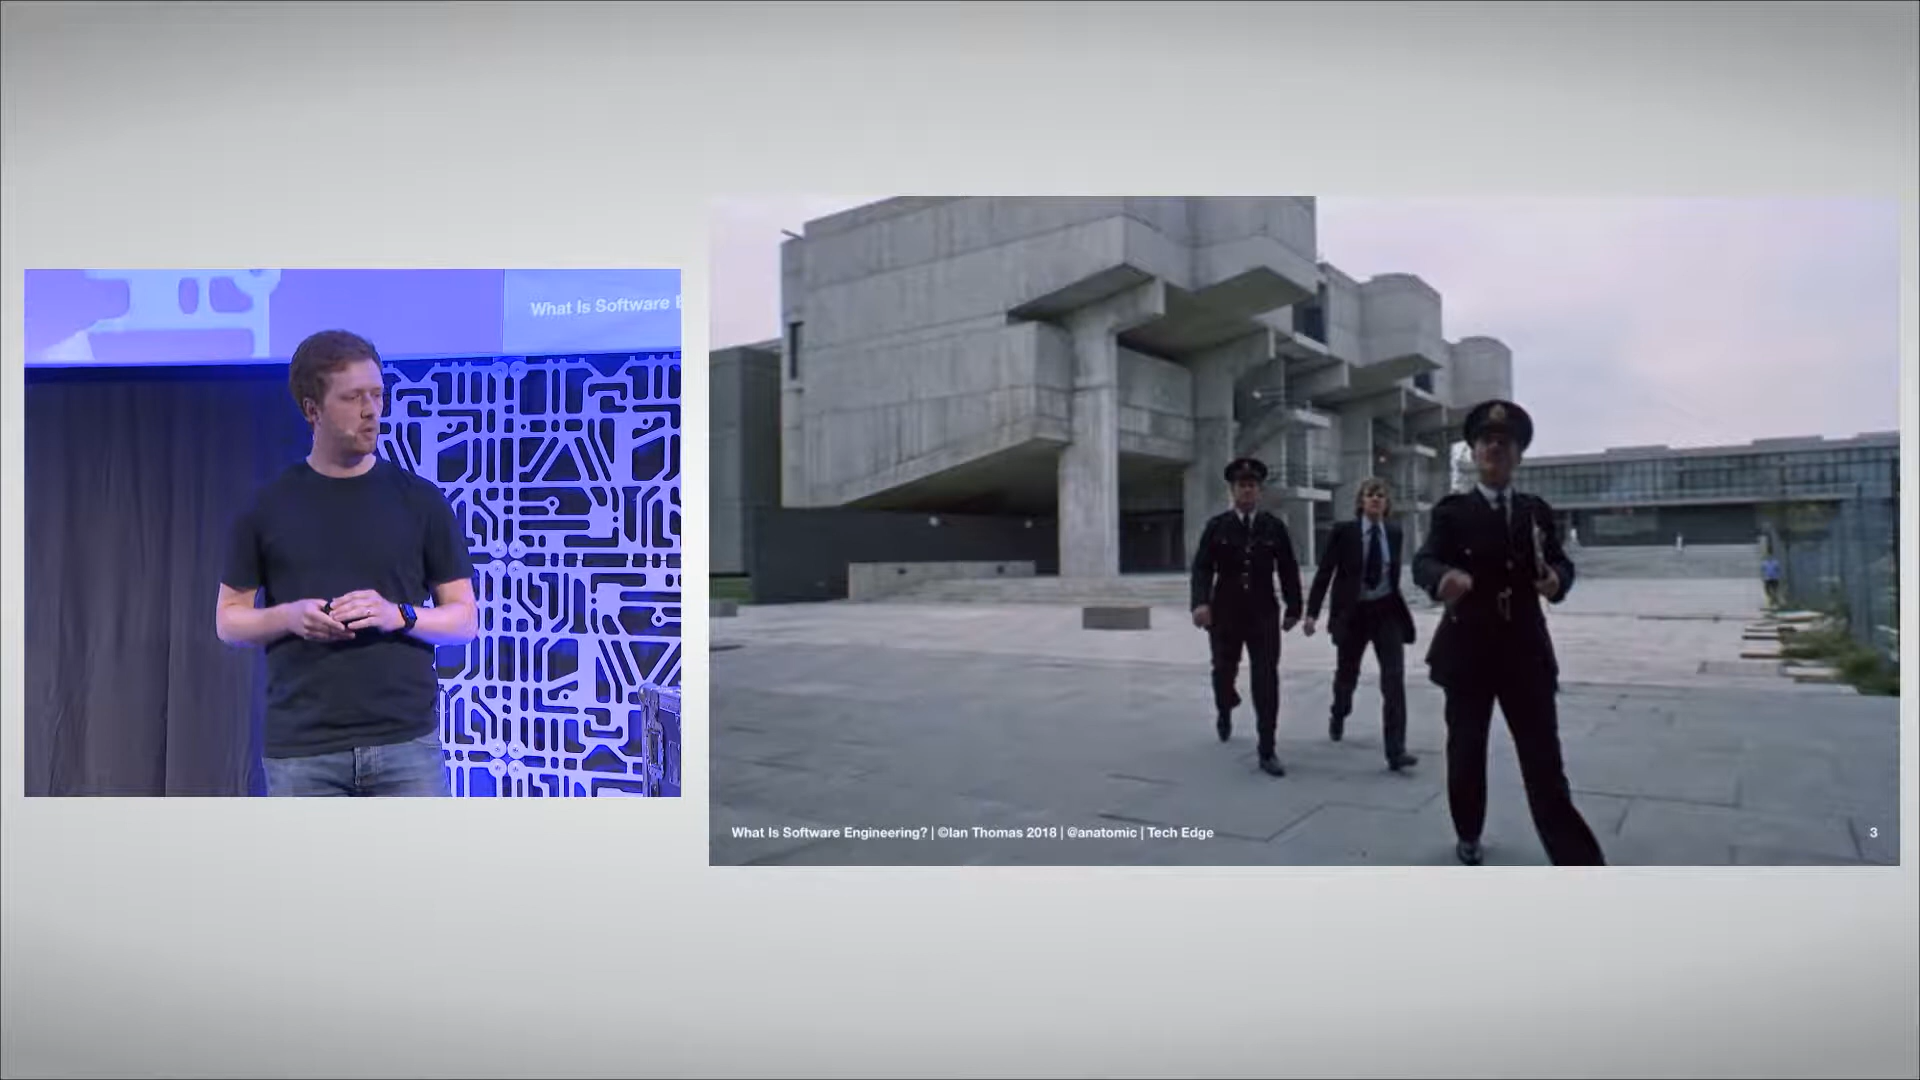 What Is Software
What Is Software Engineering? | ©Ian Thomas 2018 | @anatomic | Tech Edge
3